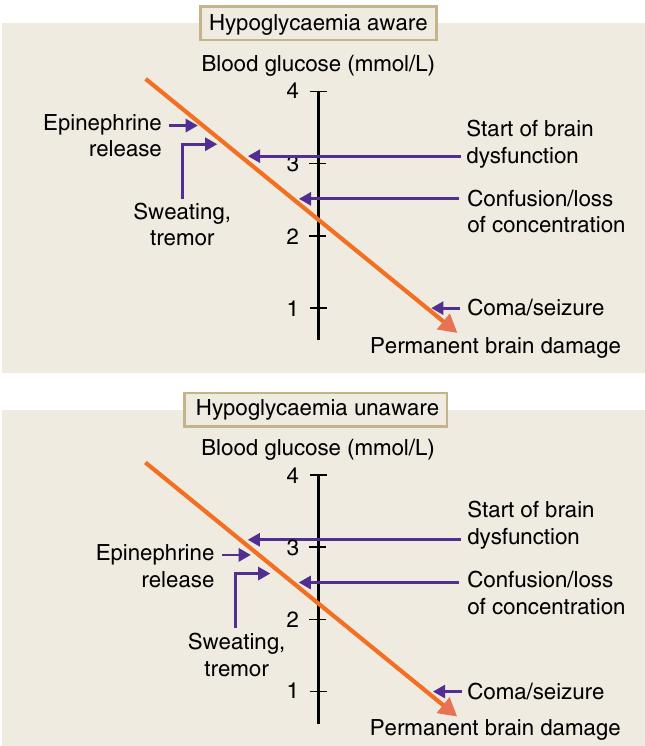 Hypoglycaemia aware
Blood glucose (mmol/L)
4
Epinephrine
release
Start of brain
dysfunction
3
Sweating,
tremor
Confusion/loss
of concentration
2
1
Coma/seizure
Permanent brain damage
Hypoglycaemia unaware
Blood glucose (mmol/L)
4
Start of brain
dysfunction
3
Epinephrine
release
Confusion/loss
of concentration
2
Sweating,
tremor
1
Coma/seizure
Permanent brain damage